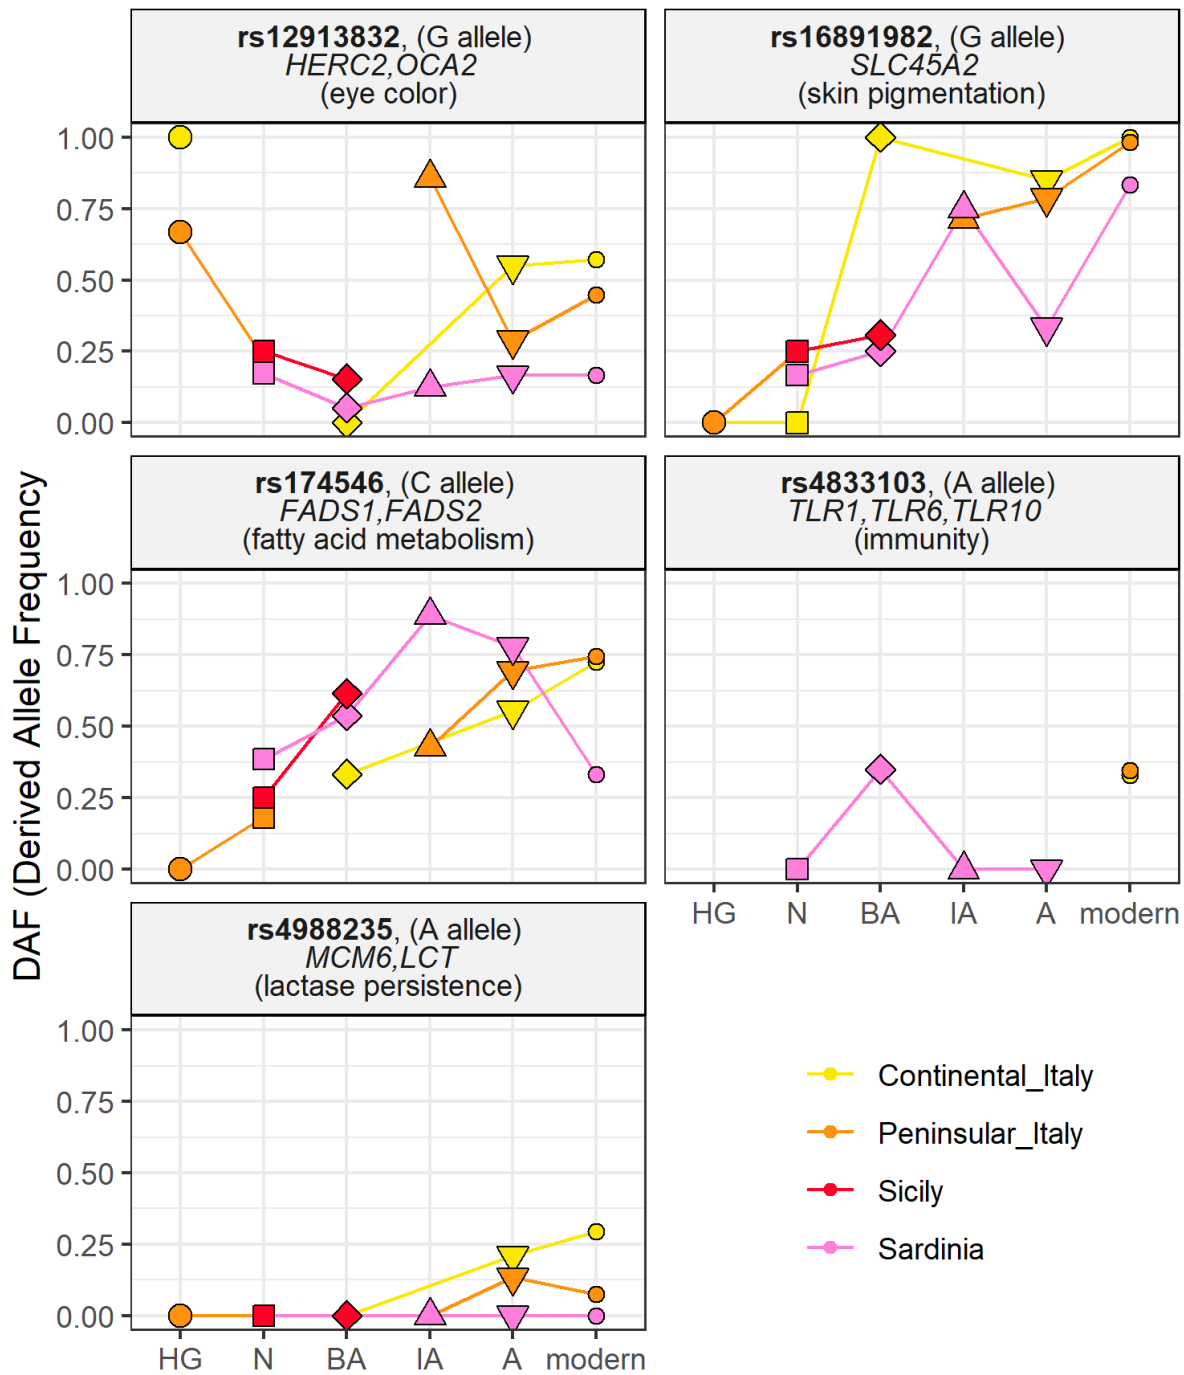 rs12913832, (G allele)
HERC2,OCA2
(eye color)
rs16891982, (G allele)
SLC45A2
(skin pigmentation)
1.00
0.75
0.50
0.25
0.00
rs174546, (C allele)
FADS1,FADS2
(fatty acid metabolism)
rs4833103, (A allele)
TLR1,TLR6,TLR10
(immunity)
1.00
0.75
0.50
0.25
0.00
HG N BA IA A modern
DAF (Derived Allele Frequency
rs4988235, (A allele)
MCM6,LCT
(lactase persistence)
1.00
0.75
0.50
0.25
0.00
HG N BA IA A modern
Continental_Italy
Peninsular_Italy
Sicily
Sardinia